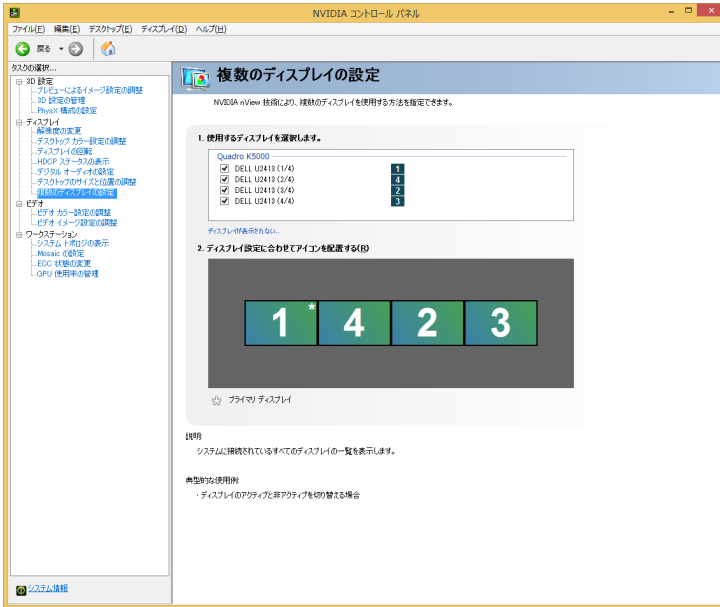 NVIDIA コントロール パネル
ファイル(F) 編集(E) デスクトップ(T) ディスプレイ(D) ヘルプ(H)
戻る
タスクの選択...
3D 設定
プレビューによるイメージ設定の調整
3D 設定の管理
PhysX 構成の設定
ディスプレイ
解像度の変更
デスクトップ カラー設定の調整
ディスプレイの回転
HDCP ステータスの表示
デジタル オーディオの設定
デスクトップのサイズと位置の調整
複数のディスプレイの設定
ビデオ
ビデオ カラー設定の調整
ビデオ イメージ設定の調整
ワークステーション
システム トポロジの表示
Mosaic の設定
ECC 状態の変更
GPU 使用率の管理
システム情報
複数のディスプレイの設定
NVIDIA nView 技術により、複数のディスプレイを使用する方法を指定できます。
1. 使用するディスプレイを選択します。
Quadro K5000
DELL U2413 (1/4) 1
DELL U2413 (2/4) 4
DELL U2413 (3/4) 2
DELL U2413 (4/4) 3
ディスプレイが表示されない...
2. ディスプレイ設定に合わせてアイコンを配置する(R)
1* 4 2 3
プライマリ ディスプレイ
説明:
システムに接続されているすべてのディスプレイの一覧を表示します。
典型的な使用例:
・ディスプレイのアクティブと非アクティブを切り替える場合